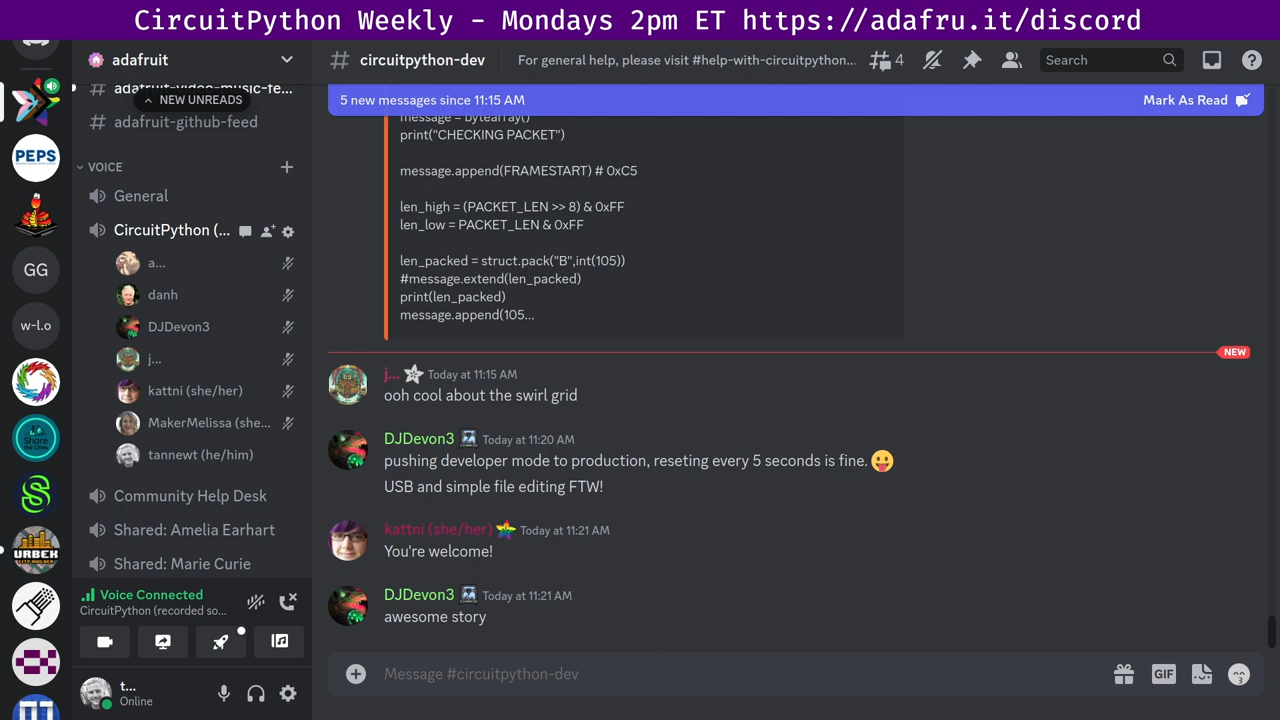 CircuitPython Weekly - Mondays 2pm ET https://adafru.it/discord
adafruit
adafruit-video-music-fe...
NEW UNREADS
adafruit-github-feed
VOICE
General
CircuitPython (...
a...
danh
DJDevon3
j...
kattni (she/her)
MakerMelissa (she...
tannewt (he/him)
Community Help Desk
Shared: Amelia Earhart
Shared: Marie Curie
Voice Connected
CircuitPython (recorded so...
t...
Online
PEPS
GG
w-l.o
Share
URBEX
circuitpython-dev
For general help, please visit #help-with-circuitpython...
4
Search
5 new messages since 11:15 AM
Mark As Read
message = bytearray()
print("CHECKING PACKET")
message.append(FRAMESTART) # 0xC5
len_high = (PACKET_LEN >> 8) & 0xFF
len_low = PACKET_LEN & 0xFF
len_packed = struct.pack("B",int(105))
#message.extend(len_packed)
print(len_packed)
message.append(105...
NEW
j... Today at 11:15 AM
ooh cool about the swirl grid
DJDevon3 Today at 11:20 AM
pushing developer mode to production, reseting every 5 seconds is fine. 😛
USB and simple file editing FTW!
kattni (she/her) Today at 11:21 AM
You're welcome!
DJDevon3 Today at 11:21 AM
awesome story
Message #circuitpython-dev
GIF